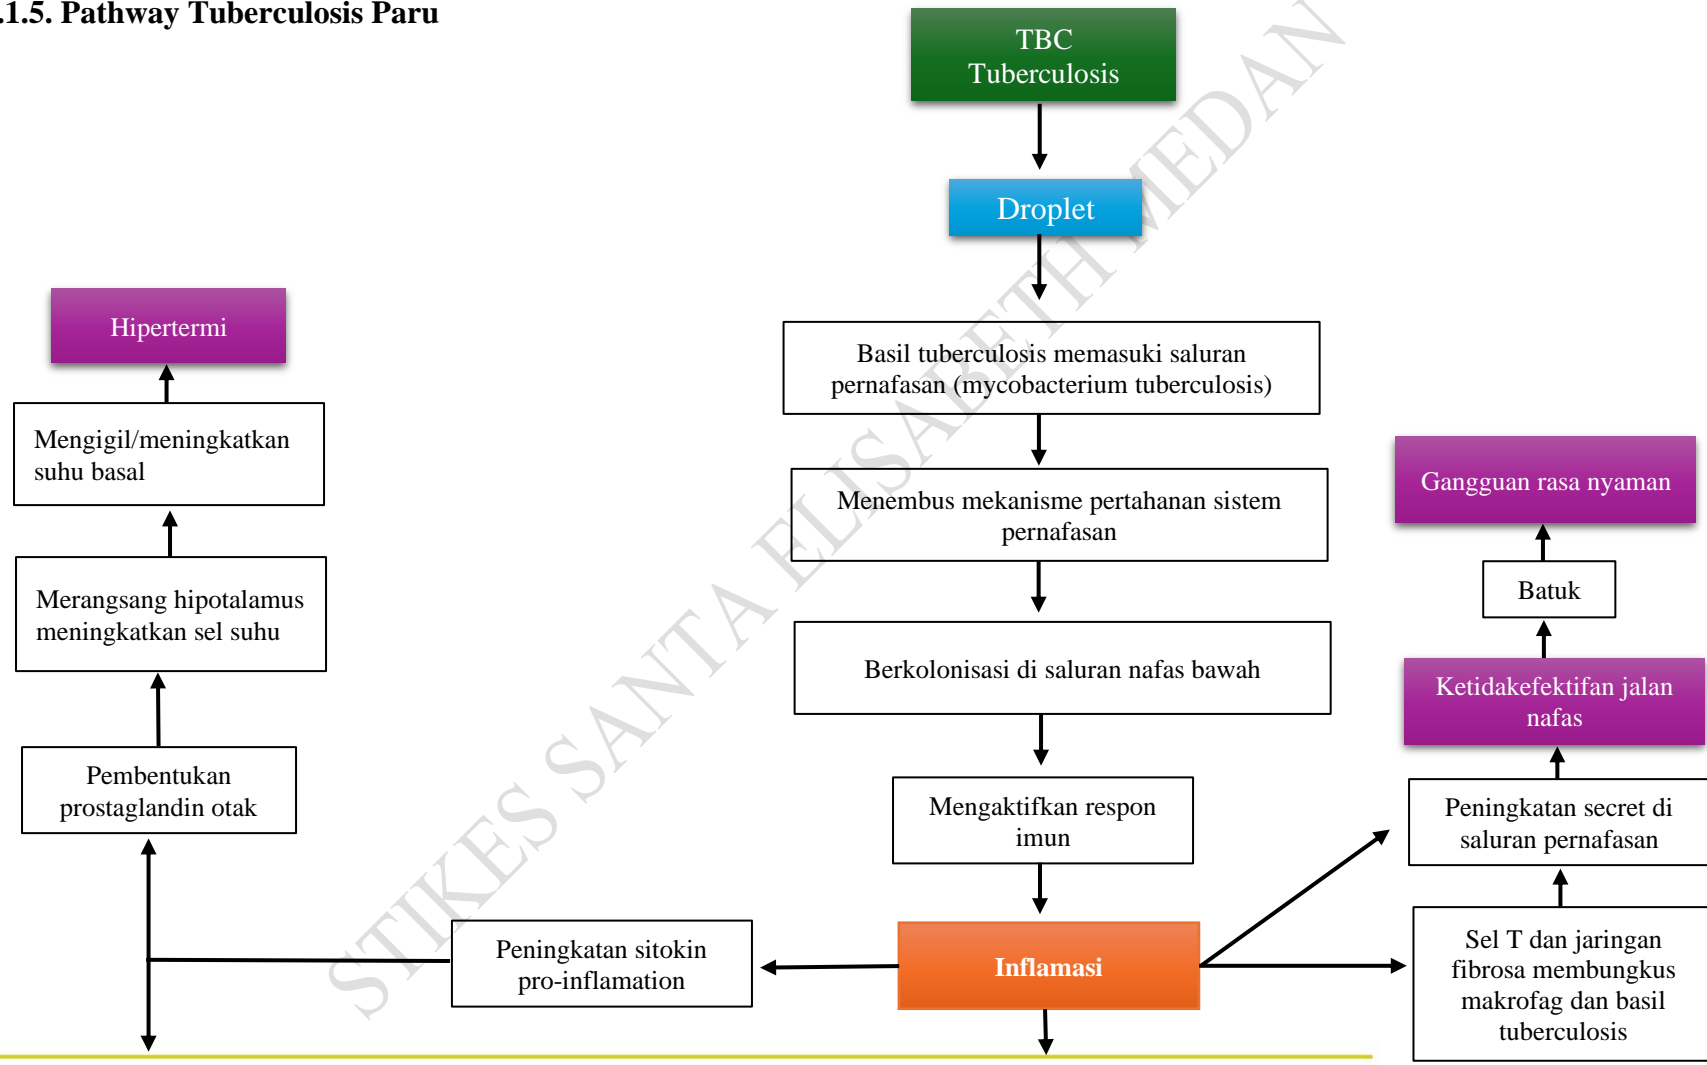 .1.5. Pathway Tuberculosis Paru
TBC
Tuberculosis
Droplet
Hipertermi
Basil tuberculosis memasuki saluran
pernafasan (mycobacterium tuberculosis)
Mengigil/meningkatkan
suhu basal
Gangguan rasa nyaman
Menembus mekanisme pertahanan sistem
pernafasan
Batuk
Merangsang hipotalamus
meningkatkan sel suhu
Berkolonisasi di saluran nafas bawah
Ketidakefektifan jalan
nafas
Pembentukan
prostaglandin otak
Mengaktifkan respon
imun
Peningkatan secret di
saluran pernafasan
Peningkatan sitokin
pro-inflamation
Inflamasi
Sel T dan jaringan
fibrosa membungkus
makrofag dan basil
tuberculosis
STIKES SANTA ELISABETH MEDAN